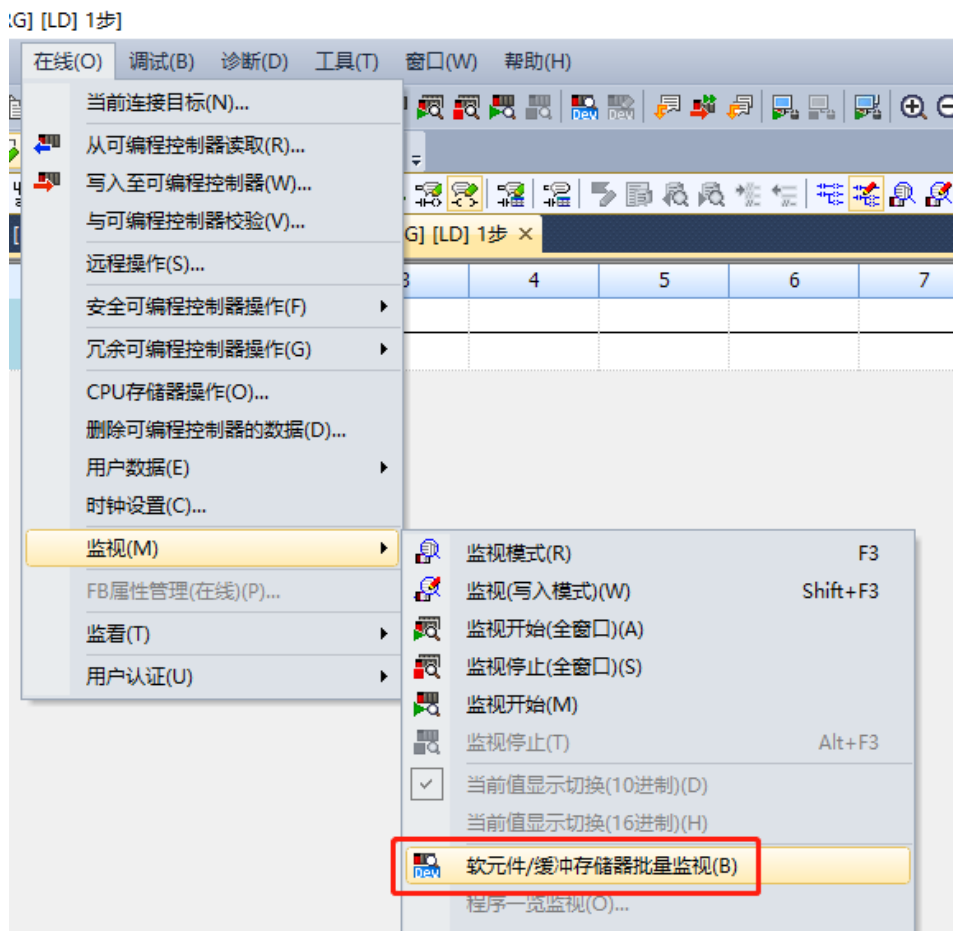 G] [LD] 1步]
在线(O) 调试(B) 诊断(D) 工具(T) 窗口(W) 帮助(H)
当前连接目标(N)...
从可编程控制器读取(R)...
写入至可编程控制器(W)...
与可编程控制器校验(V)...
G] [LD] 1步 ×
远程操作(S)...
3 4 5 6 7
安全可编程控制器操作(F)
冗余可编程控制器操作(G)
CPU存储器操作(O)...
删除可编程控制器的数据(D)...
用户数据(E)
时钟设置(C)...
监视(M)
FB属性管理(在线)(P)...
监看(T)
用户认证(U)
监视模式(R) F3
监视(写入模式)(W) Shift+F3
监视开始(全窗口)(A)
监视停止(全窗口)(S)
监视开始(M)
监视停止(T) Alt+F3
当前值显示切换(10进制)(D)
当前值显示切换(16进制)(H)
Dev 软元件/缓冲存储器批量监视(B)
程序一览监视(O)...